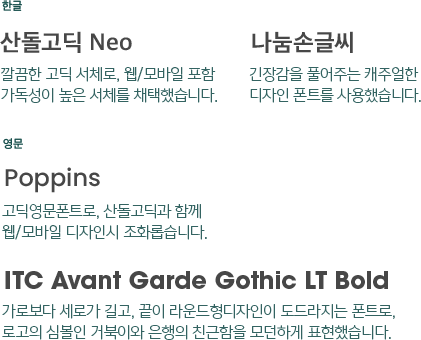 한글
산돌고딕 Neo
깔끔한 고딕 서체로, 웹/모바일 포함
가독성이 높은 서체를 채택했습니다.
나눔손글씨
긴장감을 풀어주는 캐주얼한
디자인 폰트를 사용했습니다.
영문
Poppins
고딕영문폰트로, 산돌고딕과 함께
웹/모바일 디자인시 조화롭습니다.
ITC Avant Garde Gothic LT Bold
가로보다 세로가 길고, 끝이 라운드형디자인이 도드라지는 폰트로,
로고의 심볼인 거북이와 은행의 친근함을 모던하게 표현했습니다.